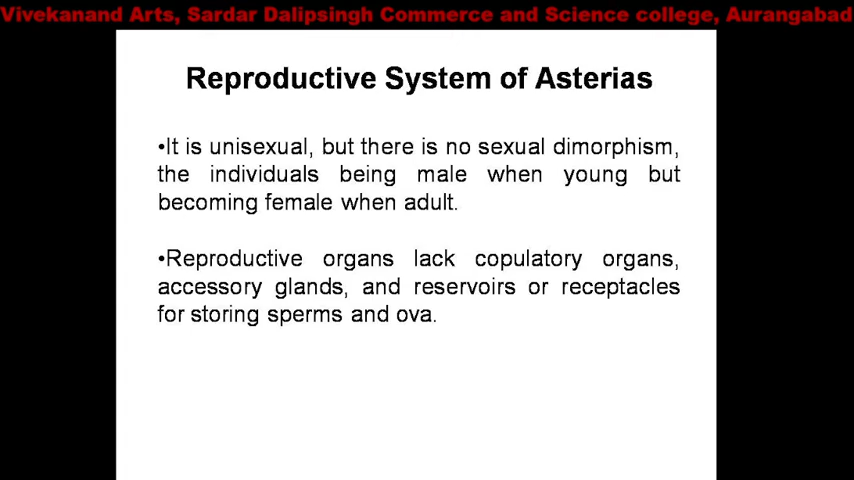 Vivekanand Arts, Sardar Dalipsingh Commerce and Science college, Aurangabad
Reproductive System of Asterias
•It is unisexual, but there is no sexual dimorphism,
the individuals being male when young but
becoming female when adult.
•Reproductive organs lack copulatory organs,
accessory glands, and reservoirs or receptacles
for storing sperms and ova.